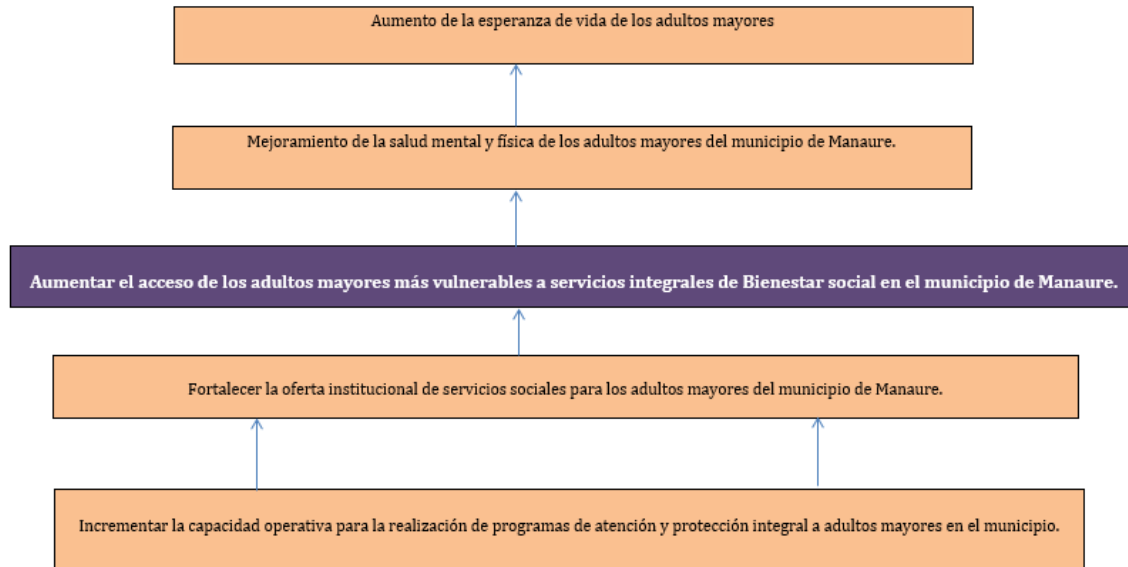 Aumento de la esperanza de vida de los adultos mayores
Mejoramiento de la salud mental y física de los adultos mayores del municipio de Manaure.
Aumentar el acceso de los adultos mayores más vulnerables a servicios integrales de Bienestar social en el municipio de Manaure.
Fortalecer la oferta institucional de servicios sociales para los adultos mayores del municipio de Manaure.
Incrementar la capacidad operativa para la realización de programas de atención y protección integral a adultos mayores en el municipio.